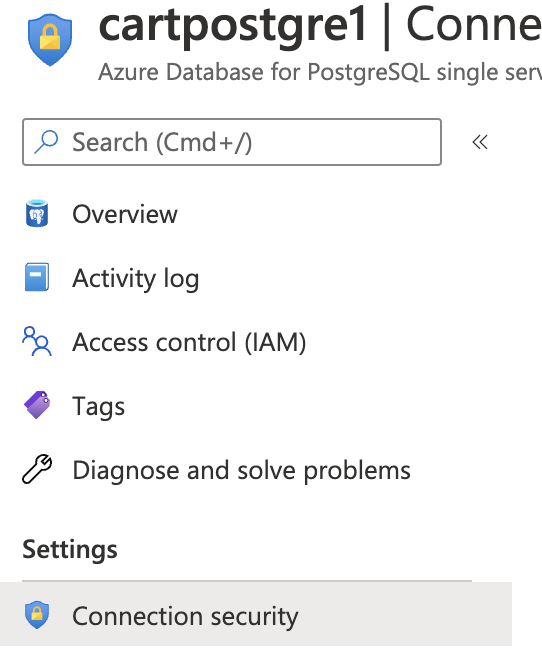 cartpostgre1 | Conne
Azure Database for PostgreSQL single serv
Search (Cmd+/)
Overview
Activity log
Access control (IAM)
Tags
Diagnose and solve problems
Settings
Connection security